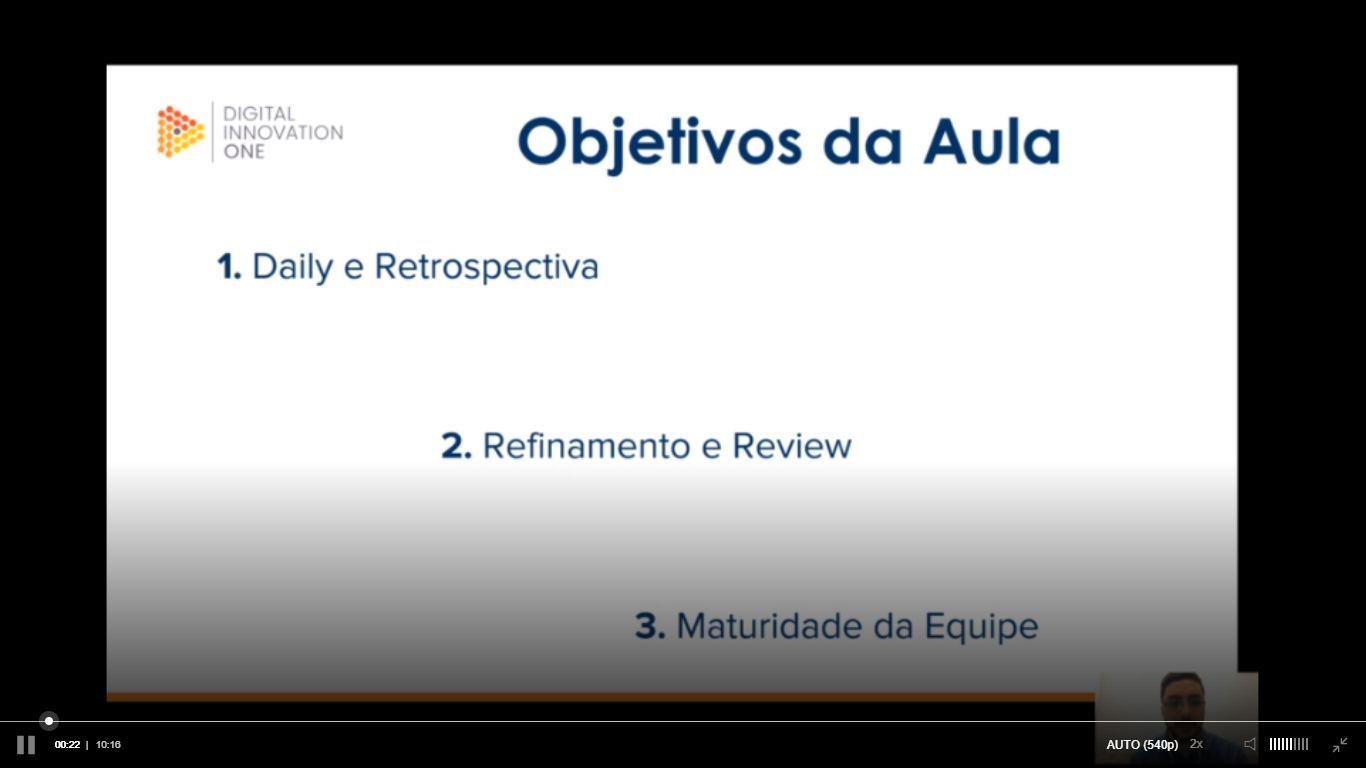 DIGITAL
INNOVATION
ONE
Objetivos da Aula
1. Daily e Retrospectiva
2. Refinamento e Review
3. Maturidade da Equipe
00:22 | 10:16
AUTO (540p) 2x